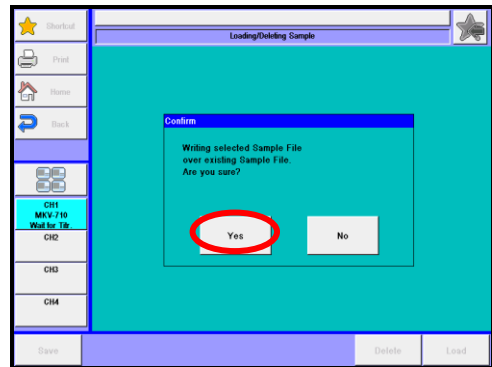 Shortcut
Loading/Deleting Sample
Print
Home
Back
Confirm
Writing selected Sample File
over existing Sample File.
Are you sure?
Yes
No
CH1
MKV-710
Wait for Titr.
CH2
CH3
CH4
Save
Delete
Load